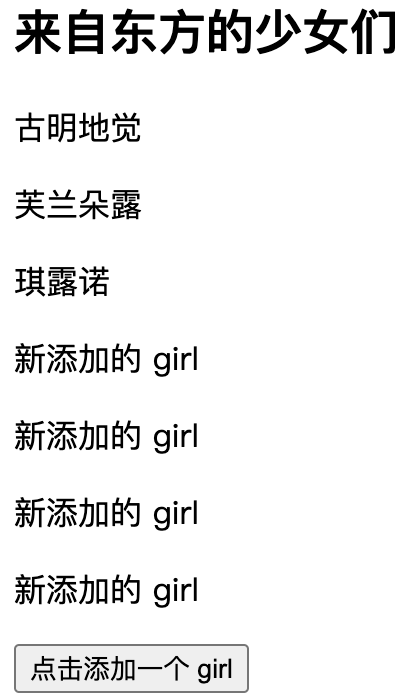 来自东方的少女们
古明地觉
芙兰朵露
琪露诺
新添加的 girl
新添加的 girl
新添加的 girl
新添加的 girl
点击添加一个 girl